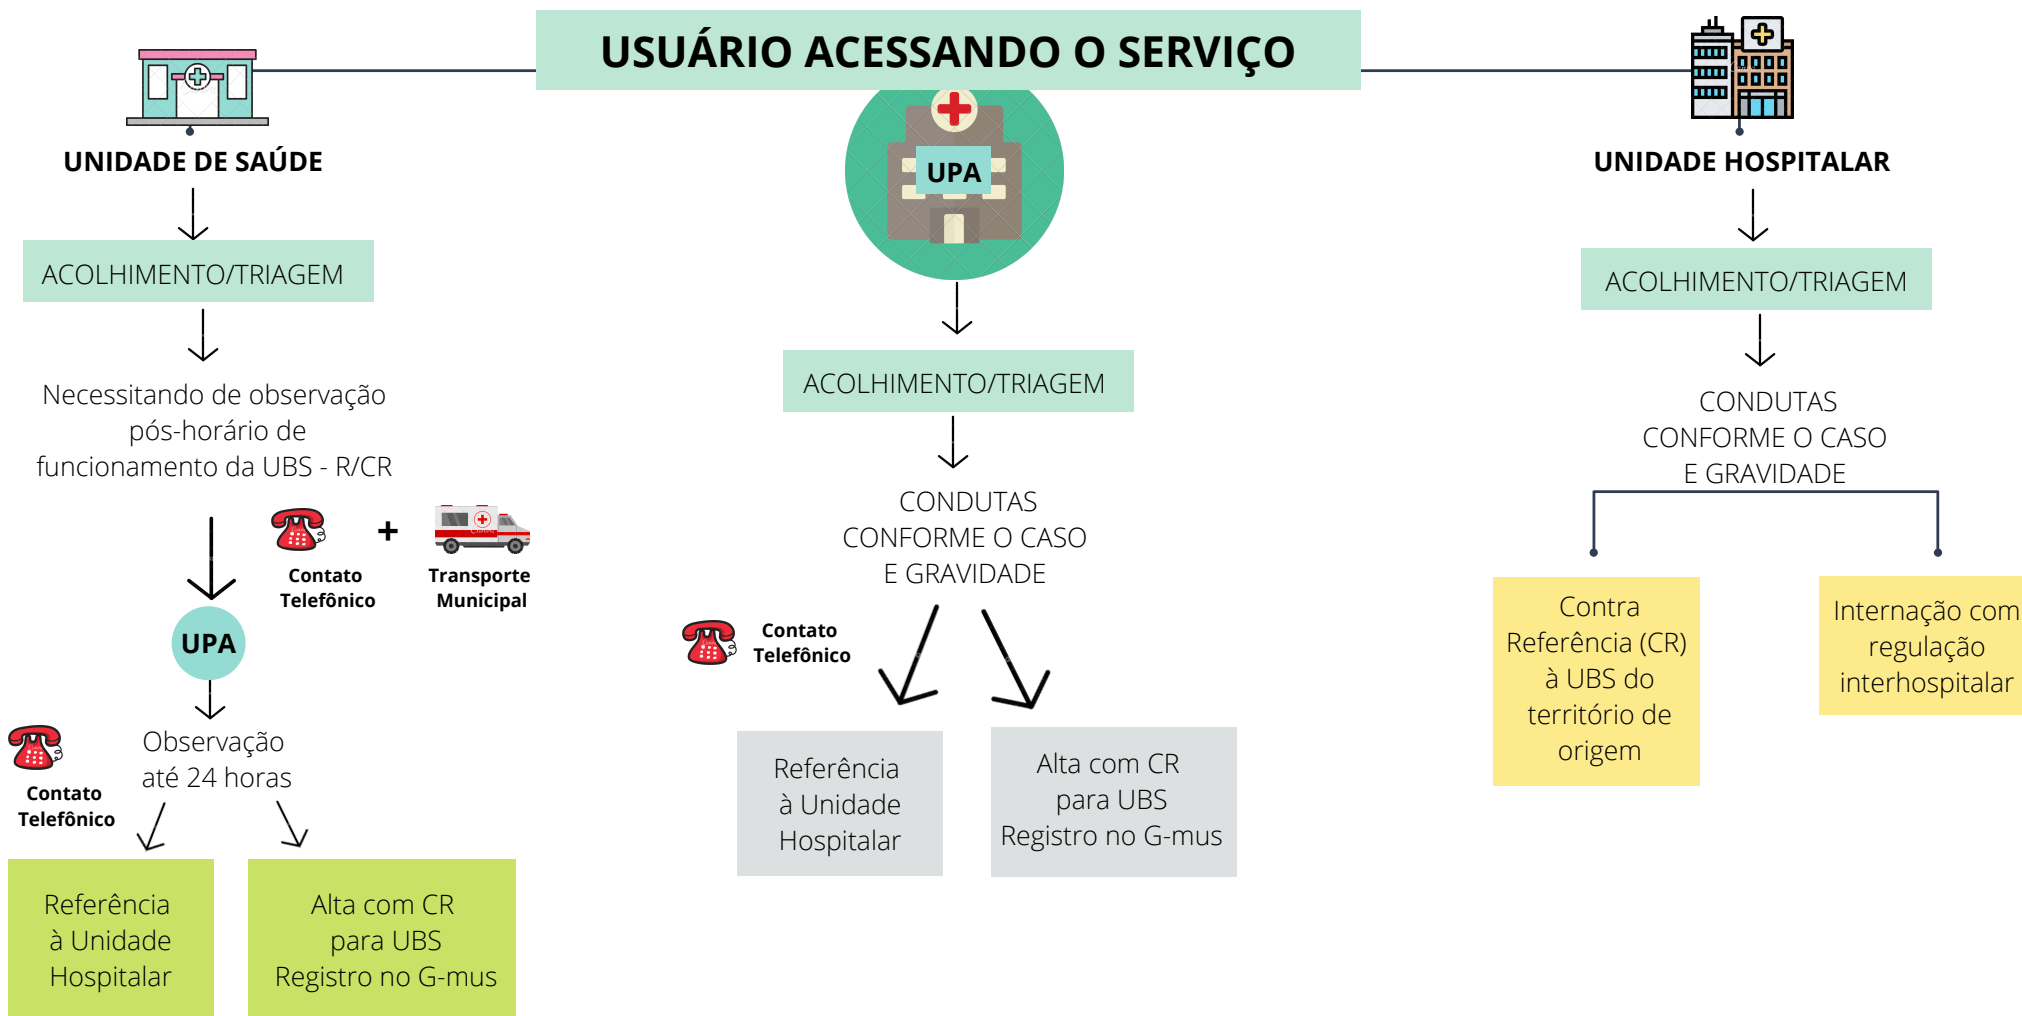 USUÁRIO ACESSANDO O SERVIÇO
UNIDADE DE SAÚDE
ACOLHIMENTO/TRIAGEM
Necessitando de observação
pós-horário de
funcionamento da UBS - R/CR
Contato
Telefônico
+
Transporte
Municipal
UPA
Observação
até 24 horas
Contato
Telefônico
Referência
à Unidade
Hospitalar
Alta com CR
para UBS
Registro no G-mus
UPA
ACOLHIMENTO/TRIAGEM
CONDUTAS
CONFORME O CASO
E GRAVIDADE
Contato
Telefônico
Referência
à Unidade
Hospitalar
Alta com CR
para UBS
Registro no G-mus
UNIDADE HOSPITALAR
ACOLHIMENTO/TRIAGEM
CONDUTAS
CONFORME O CASO
E GRAVIDADE
Contra
Referência (CR)
à UBS do
território de
origem
Internação com
regulação
interhospitalar